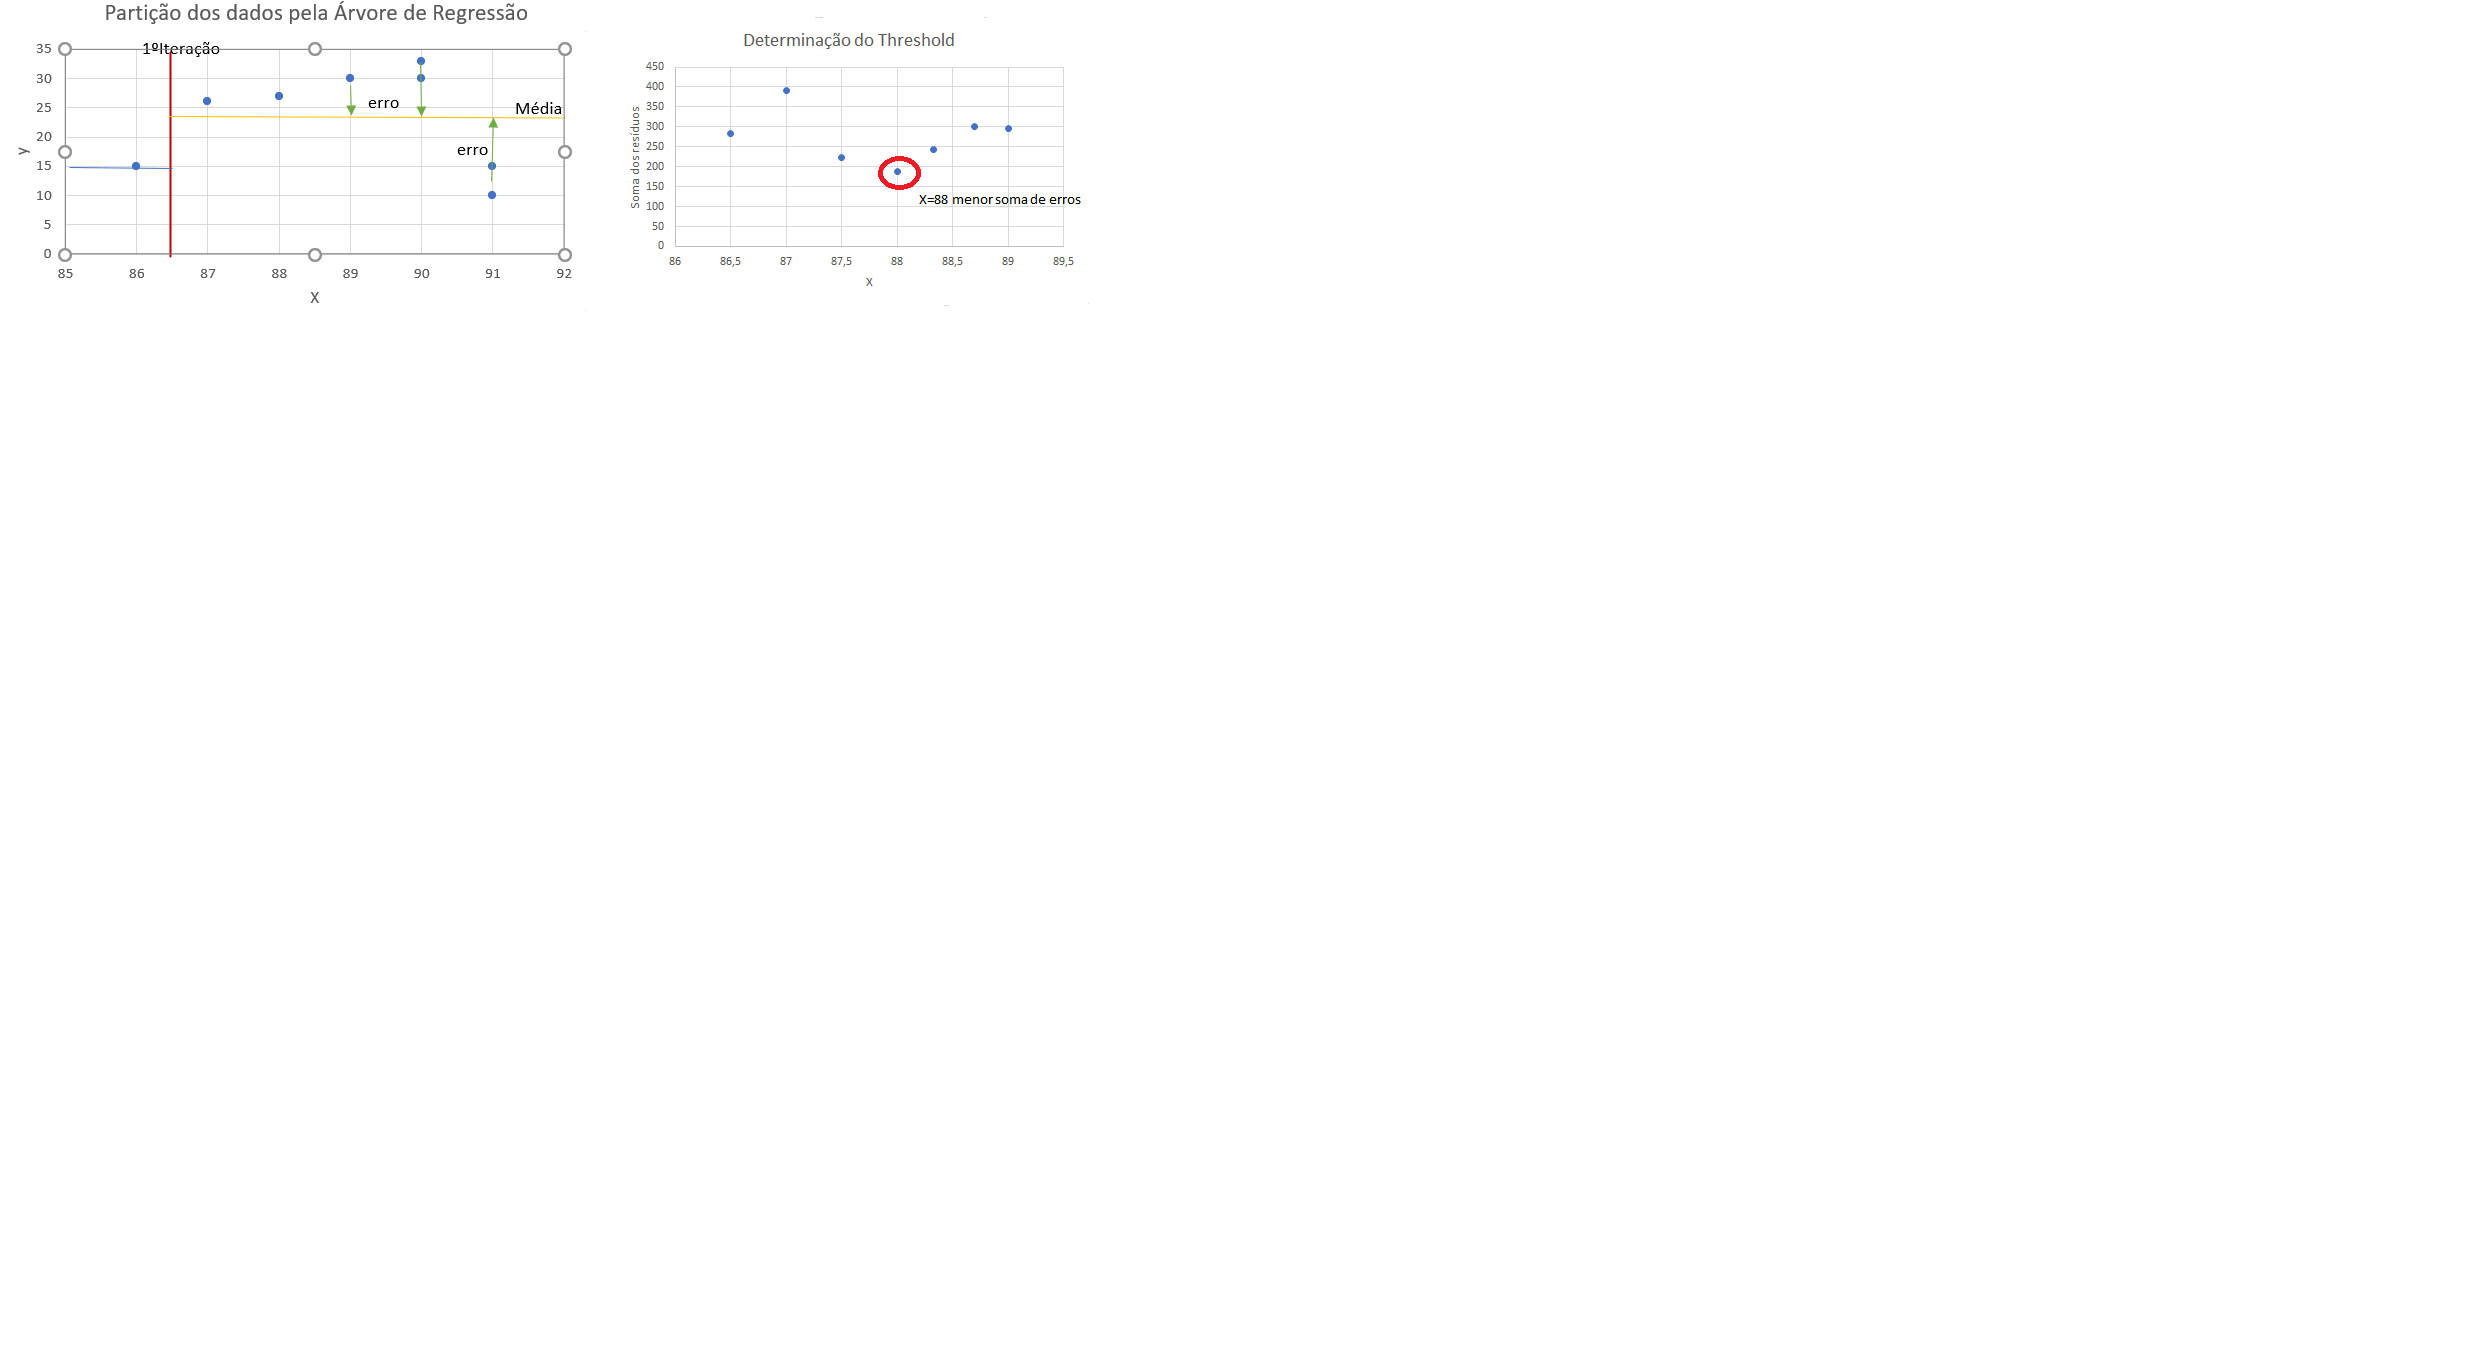 Partição dos dados pela Árvore de Regressão
1ºIteração
35
30
25
20
15
10
5
0
y
erro
Média
erro
85 86 87 88 89 90 91 92
X
Determinação do Threshold
450
400
350
300
250
200
150
100
50
0
Soma dos resíduos
X=88 menor soma de erros
86 86,5 87 87,5 88 88,5 89 89,5
X